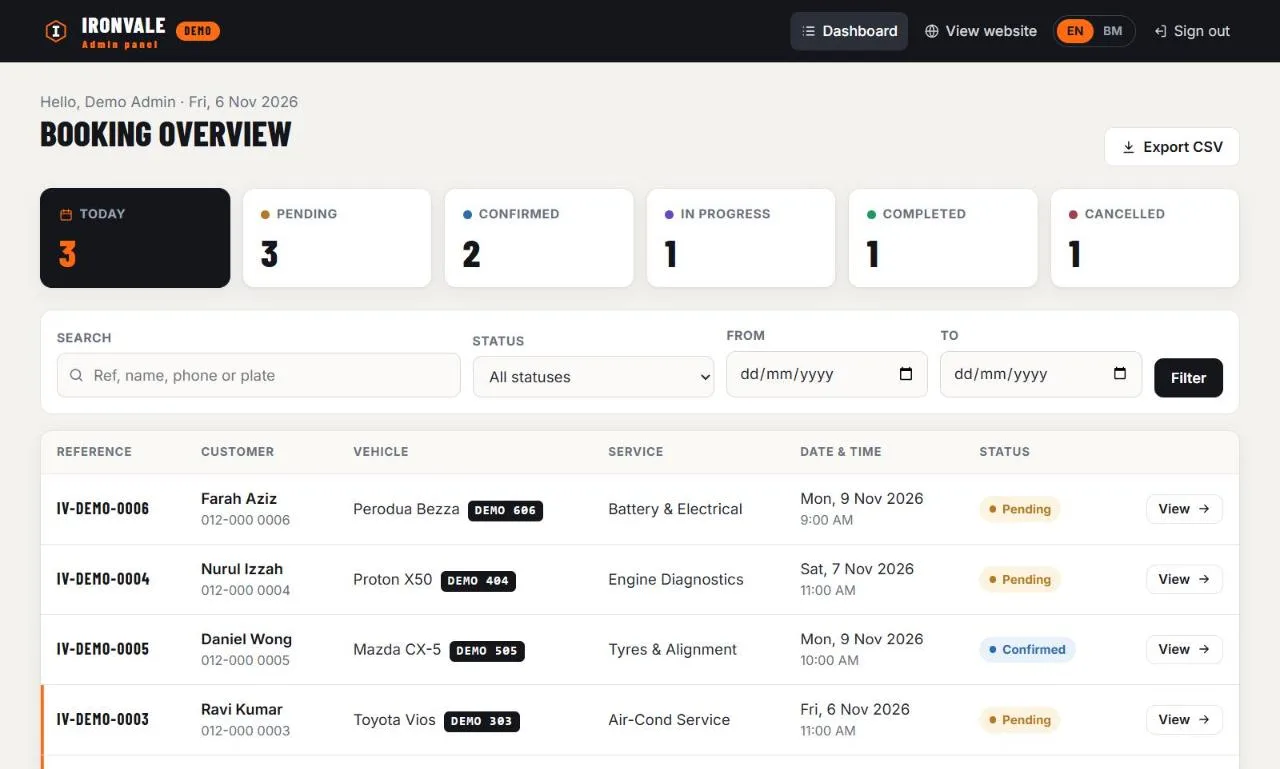 IRONVALE DEMO
Admin panel
Dashboard
View website
EN BM
Sign out
Hello, Demo Admin · Fri, 6 Nov 2026
BOOKING OVERVIEW
Export CSV
TODAY
3
PENDING
3
CONFIRMED
2
IN PROGRESS
1
COMPLETED
1
CANCELLED
1
SEARCH
Ref, name, phone or plate
STATUS
All statuses
FROM
dd/mm/yyyy
TO
dd/mm/yyyy
Filter
REFERENCE CUSTOMER VEHICLE SERVICE DATE & TIME STATUS
IV-DEMO-0006 Farah Aziz Perodua Bezza DEMO 606 Battery & Electrical Mon, 9 Nov 2026 Pending View →
012-000 0006 9:00 AM
IV-DEMO-0004 Nurul Izzah Proton X50 DEMO 404 Engine Diagnostics Sat, 7 Nov 2026 Pending View →
012-000 0004 11:00 AM
IV-DEMO-0005 Daniel Wong Mazda CX-5 DEMO 505 Tyres & Alignment Mon, 9 Nov 2026 Confirmed View →
012-000 0005 10:00 AM
IV-DEMO-0003 Ravi Kumar Toyota Vios DEMO 303 Air-Cond Service Fri, 6 Nov 2026 Pending View →
012-000 0003 11:00 AM